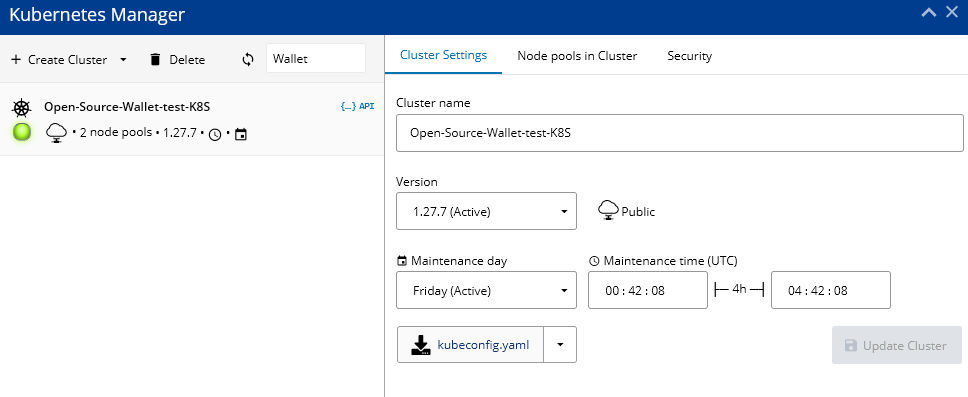 Kubernetes Manager
+ Create Cluster
Delete
Wallet
Open-Source-Wallet-test-K8S
{...} API
• 2 node pools • 1.27.7 • •
Cluster Settings
Node pools in Cluster
Security
Cluster name
Open-Source-Wallet-test-K8S
Version
1.27.7 (Active)
Public
Maintenance day
Maintenance time (UTC)
Friday (Active)
00 : 42 : 08
4h
04 : 42 : 08
kubeconfig.yaml
Update Cluster